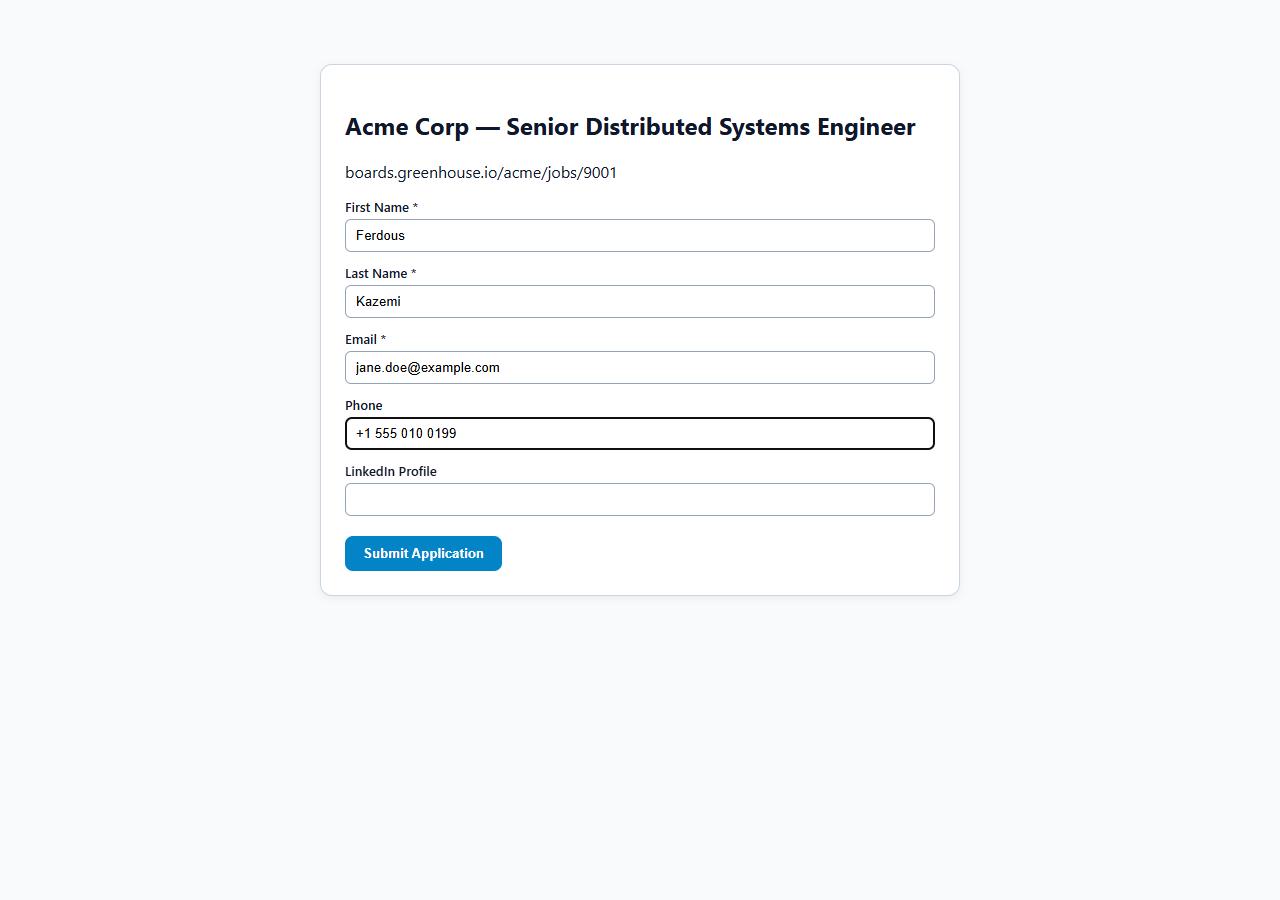 Acme Corp — Senior Distributed Systems Engineer
boards.greenhouse.io/acme/jobs/9001
First Name *
Ferdous
Last Name *
Kazemi
Email *
jane.doe@example.com
Phone
+1 555 010 0199
LinkedIn Profile
Submit Application